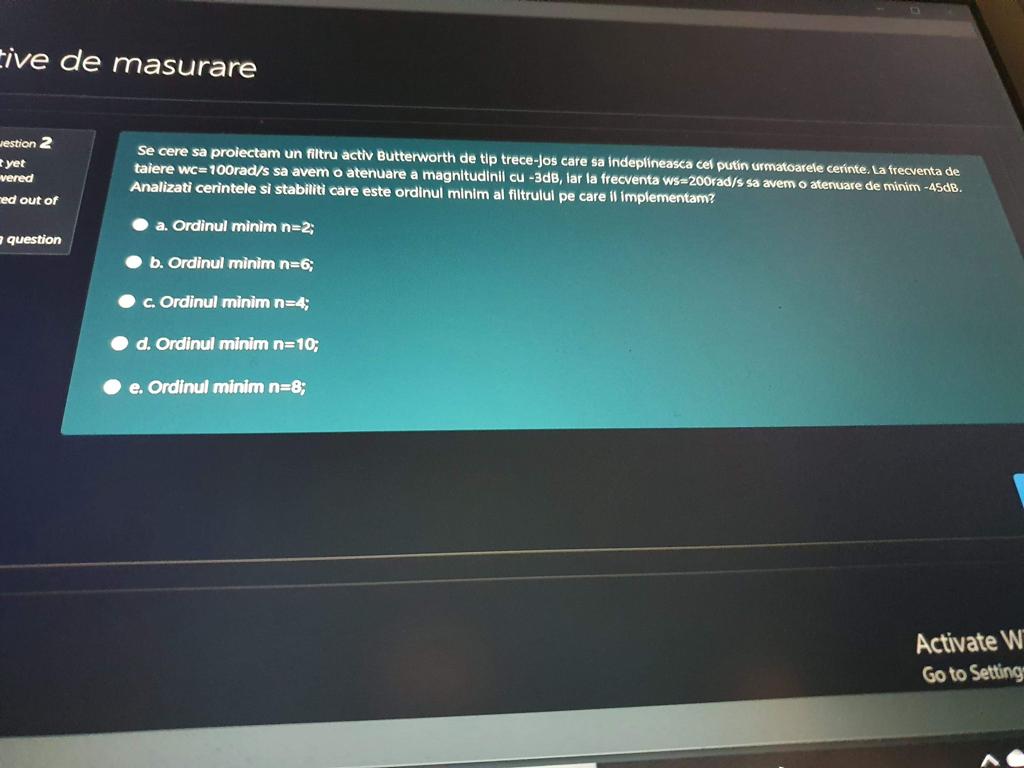 tive de masurare
uestion 2
t yet
wered
ked out of
question
Se cere sa proiectam un filtru activ Butterworth de tip trece-jos care sa indeplineasca cel putin urmatoarele cerinte. La frecventa de
taiere wc=100rad/s sa avem o atenuare a magnitudinii cu -3dB, iar la frecventa ws=200rad/s sa avem o atenuare de minim -45dB.
Analizati cerintele si stabiliti care este ordinul minim al filtrului pe care il implementam?
a. Ordinul minim n=2;
b. Ordinul minim n=6;
c. Ordinul minim n=4;
d. Ordinul minim n=10;
e. Ordinul minim n=8;
Activate W
Go to Setting